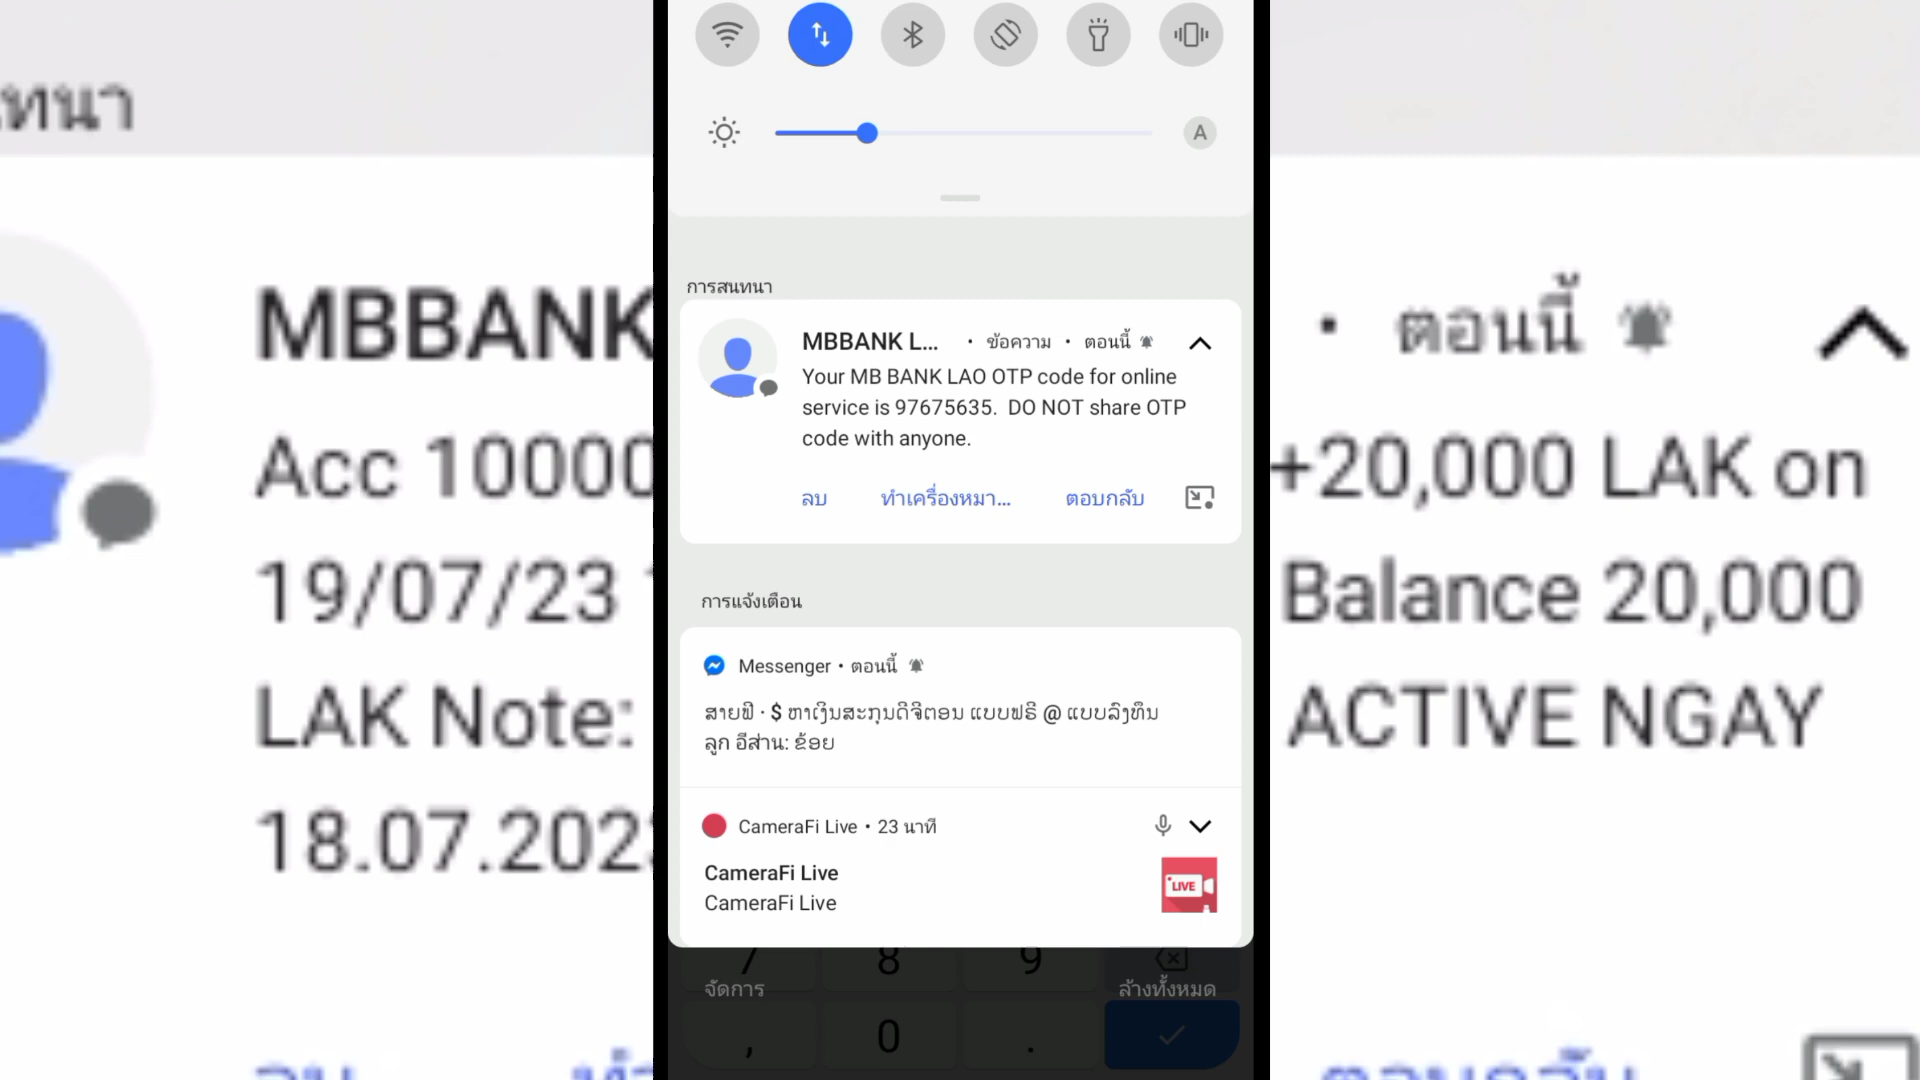 การสนทนา
MBBANK L... • ข้อความ • ตอนนี้
Your MB BANK LAO OTP code for online
service is 97675635. DO NOT share OTP
code with anyone.
ลบ ทำเครื่องหมา... ตอบกลับ
การแจ้งเตือน
Messenger • ตอนนี้
ສາຍຟຣີ · $ ຫາເງິນສະກຸນດີຈິຕອນ ແບບຟຣິ @ ແບບລົງທຶນ
ລູກ ອີສ່ານ: ຂ້ອຍ
CameraFi Live • 23 นาที
CameraFi Live
LIVE
CameraFi Live
7 8 9
จัดการ ล้างทั้งหมด
, 0 .
A
ทนา
MBBANK • ตอนนี้
Acc 10000 +20,000 LAK on
19/07/23 Balance 20,000
LAK Note: ACTIVE NGAY
18.07.202